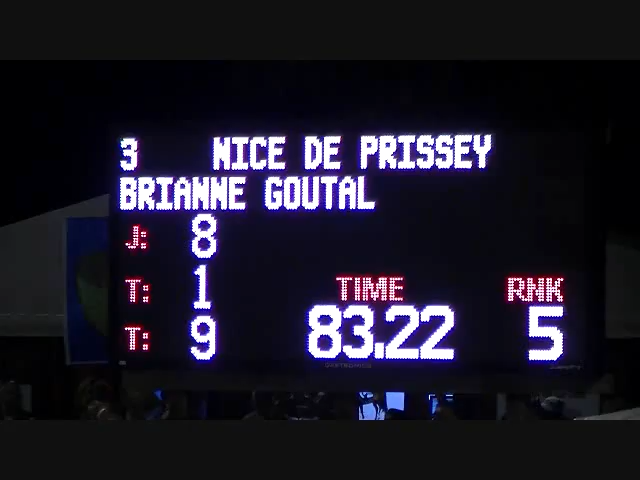 3 NICE DE PRISSEY
BRIANNE GOUTAL
J: 8
T: 1
TIME RNK
T: 9 83.22 5